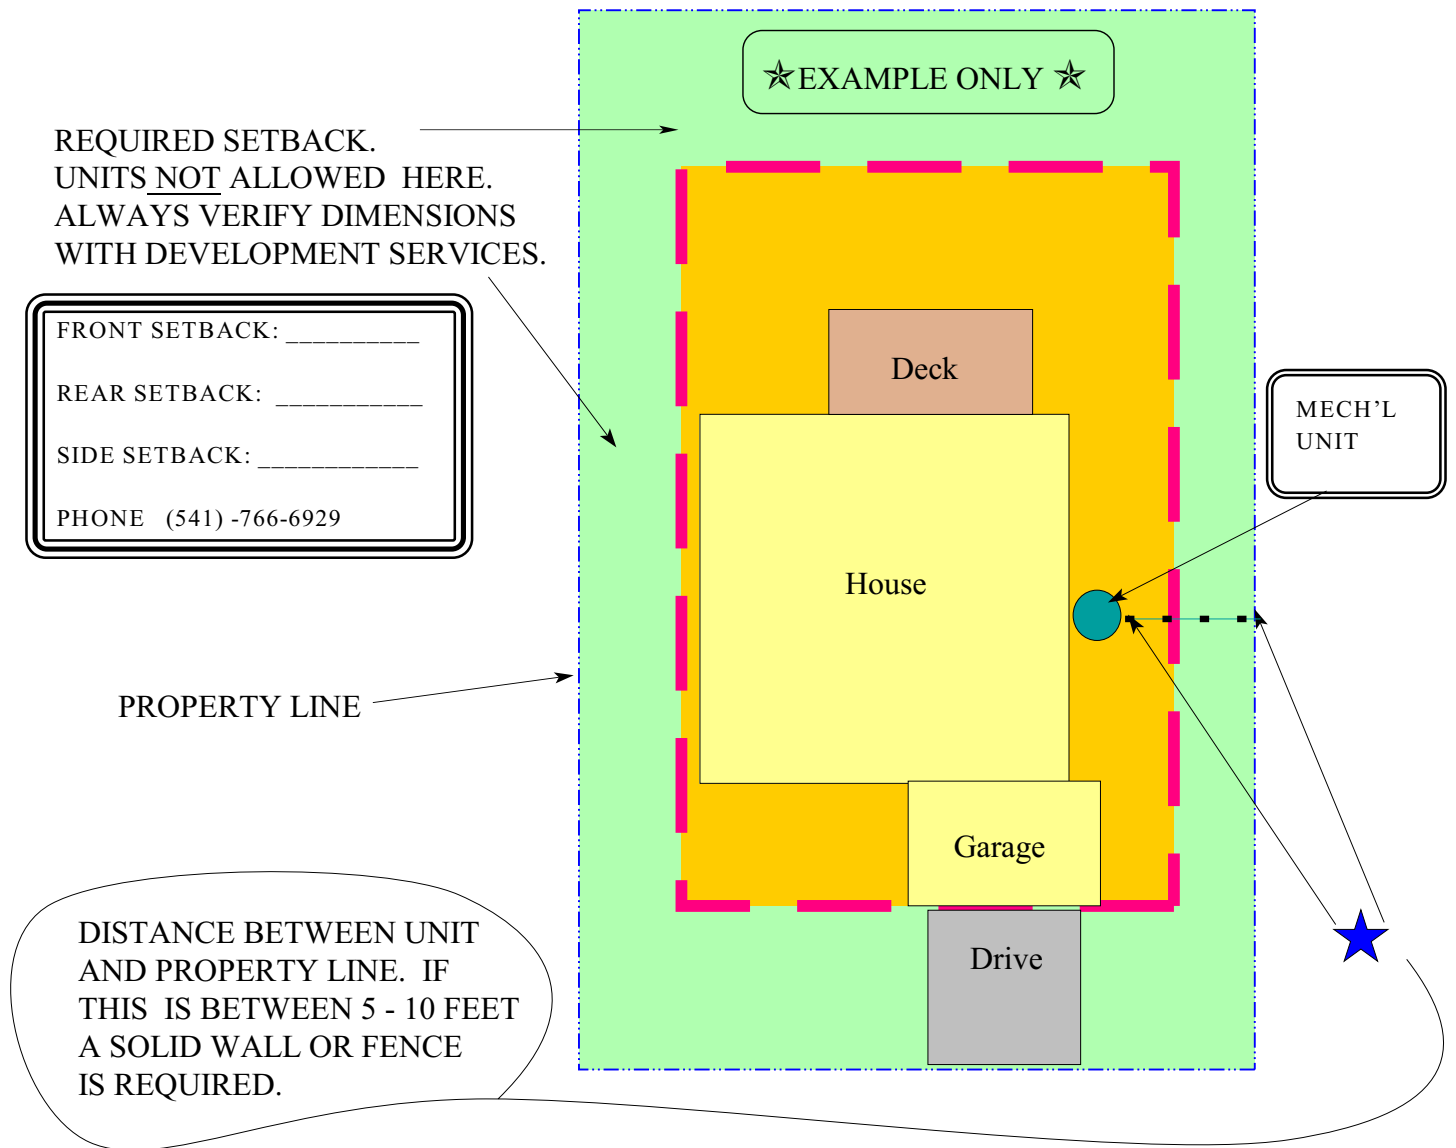 ✯EXAMPLE ONLY ✯
REQUIRED SETBACK.
UNITS NOT ALLOWED HERE.
ALWAYS VERIFY DIMENSIONS
WITH DEVELOPMENT SERVICES.
FRONT SETBACK: __________
REAR SETBACK: ___________
SIDE SETBACK: ____________
PHONE (541) -766-6929
Deck
MECH’L
UNIT
House
PROPERTY LINE
Garage
Drive
DISTANCE BETWEEN UNIT
AND PROPERTY LINE. IF
THIS IS BETWEEN 5 - 10 FEET
A SOLID WALL OR FENCE
IS REQUIRED.